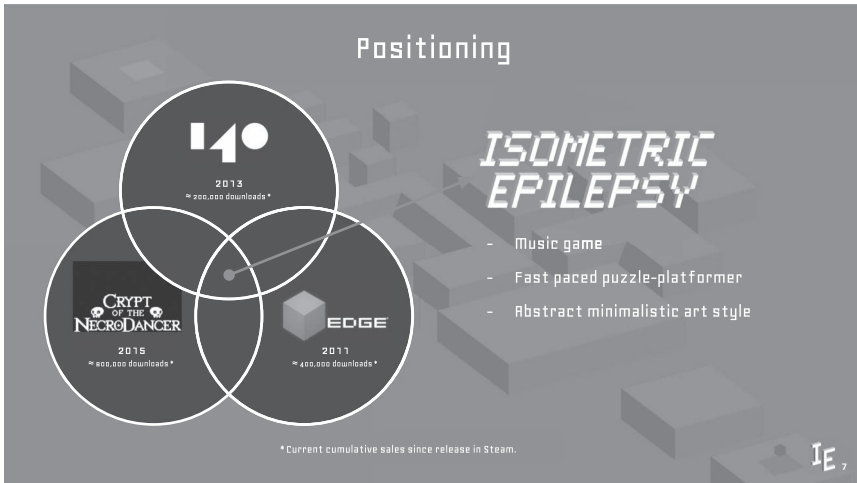 Positioning
140
2013
≈ 200,000 downloads *
CRYPT
OF THE
NECRODANCER
2015
≈ 800,000 downloads *
EDGE
2011
≈ 400,000 downloads *
ISOMETRIC
EPILEPSY
- Music game
- Fast paced puzzle-platformer
- Abstract minimalistic art style
* Current cumulative sales since release in Steam.
IE 7